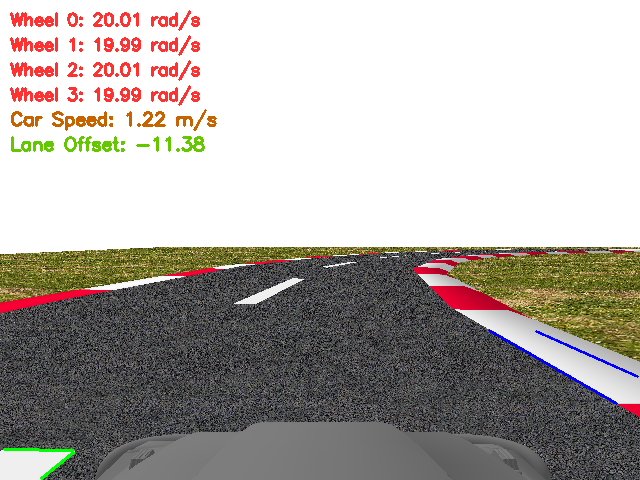 Wheel 0: 20.01 rad/s
Wheel 1: 19.99 rad/s
Wheel 2: 20.01 rad/s
Wheel 3: 19.99 rad/s
Car Speed: 1.22 m/s
Lane Offset: -11.38